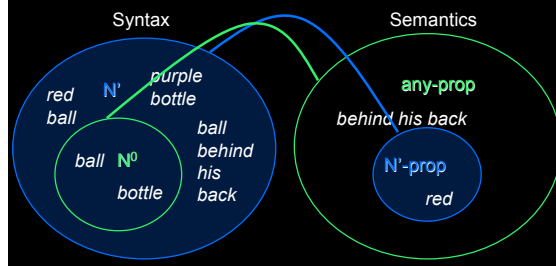 Syntax
N'
purple
bottle
red
ball
ball
behind
his
back
ball N⁰
bottle
Semantics
any-prop
behind his back
N'-prop
red